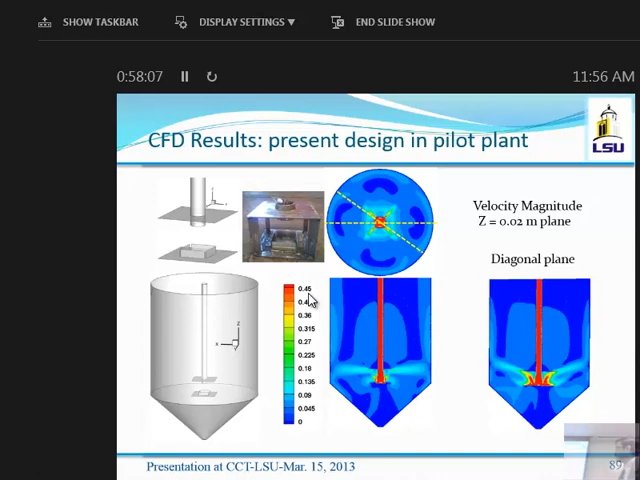 SHOW TASKBAR
DISPLAY SETTINGS ▼
END SLIDE SHOW
0:58:07
11:56 AM
CFD Results: present design in pilot plant
LSU
Velocity Magnitude
Z = 0.02 m plane
Diagonal plane
0.45
0.36
0.315
0.27
0.225
0.18
0.135
0.09
0.045
0
z
x
Presentation at CCT-LSU-Mar. 15, 2013
89